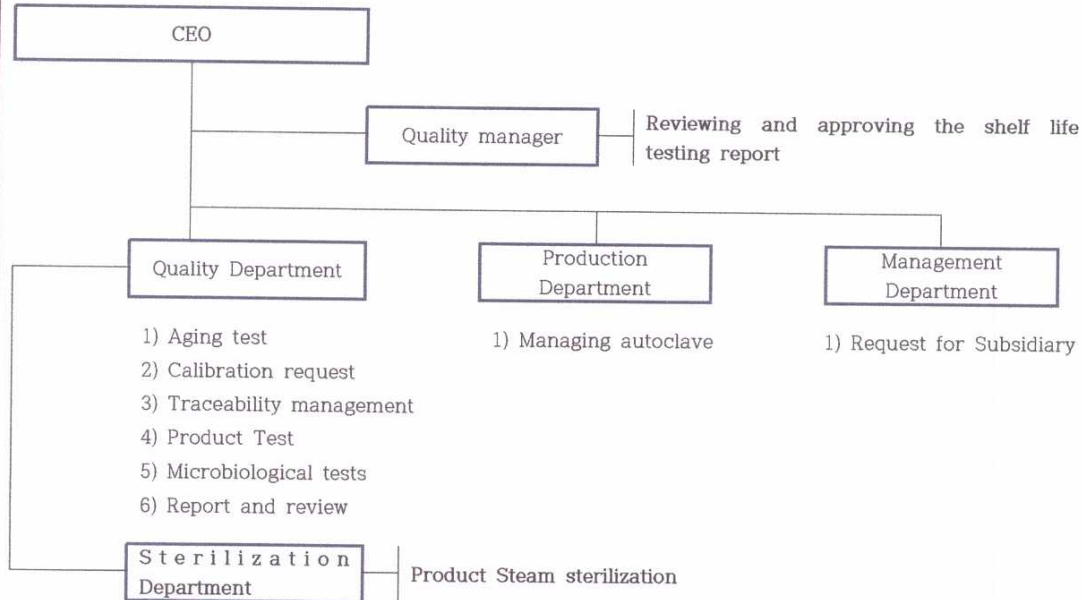 CEO
Quality manager
Reviewing and approving the shelf life
testing report
Quality Department
Production
Department
Management
Department
1) Aging test
2) Calibration request
3) Traceability management
4) Product Test
5) Microbiological tests
6) Report and review
1) Managing autoclave
1) Request for Subsidiary
Sterilization
Department
Product Steam sterilization